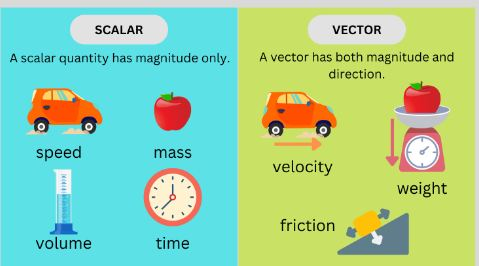 SCALAR
A scalar quantity has magnitude only.
speed
mass
volume
time
VECTOR
A vector has both magnitude and
direction.
velocity
weight
friction